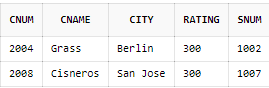 CNUM CNAME CITY RATING SNUM
2004 Grass Berlin 300 1002
2008 Cisneros San Jose 300 1007